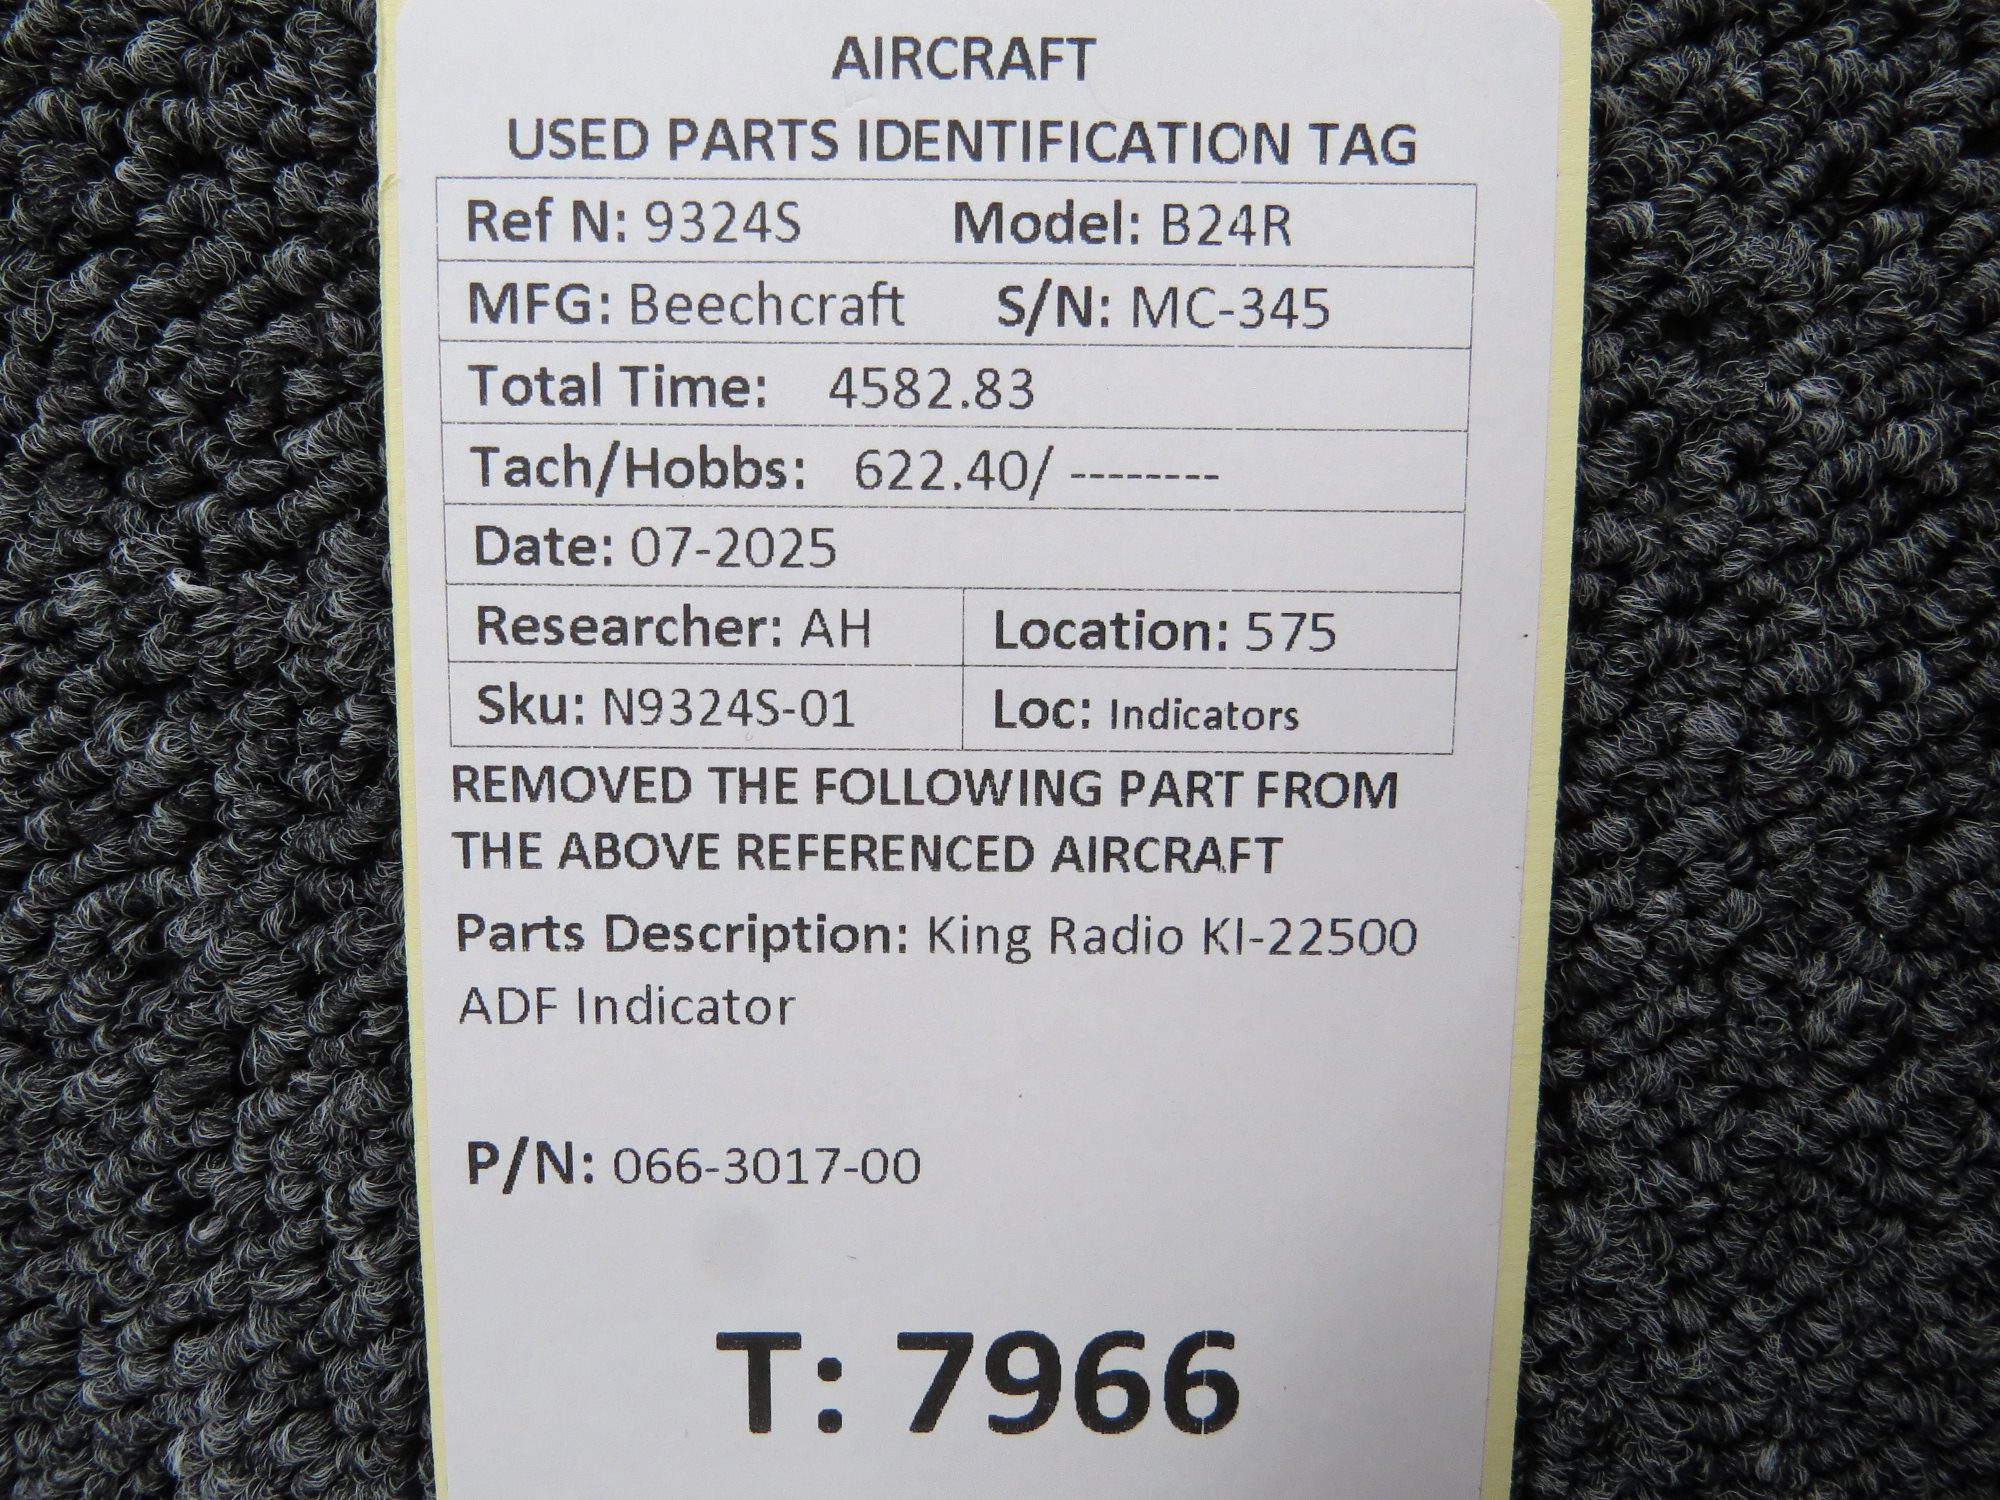 AIRCRAFT
USED PARTS IDENTIFICATION TAG
Ref N: 9324S Model: B24R
MFG: Beechcraft S/N: MC-345
Total Time: 4582.83
Tach/Hobbs: 622.40/ --------
Date: 07-2025
Researcher: AH Location: 575
Sku: N9324S-01 Loc: Indicators
REMOVED THE FOLLOWING PART FROM
THE ABOVE REFERENCED AIRCRAFT
Parts Description: King Radio KI-22500
ADF Indicator
P/N: 066-3017-00
T: 7966